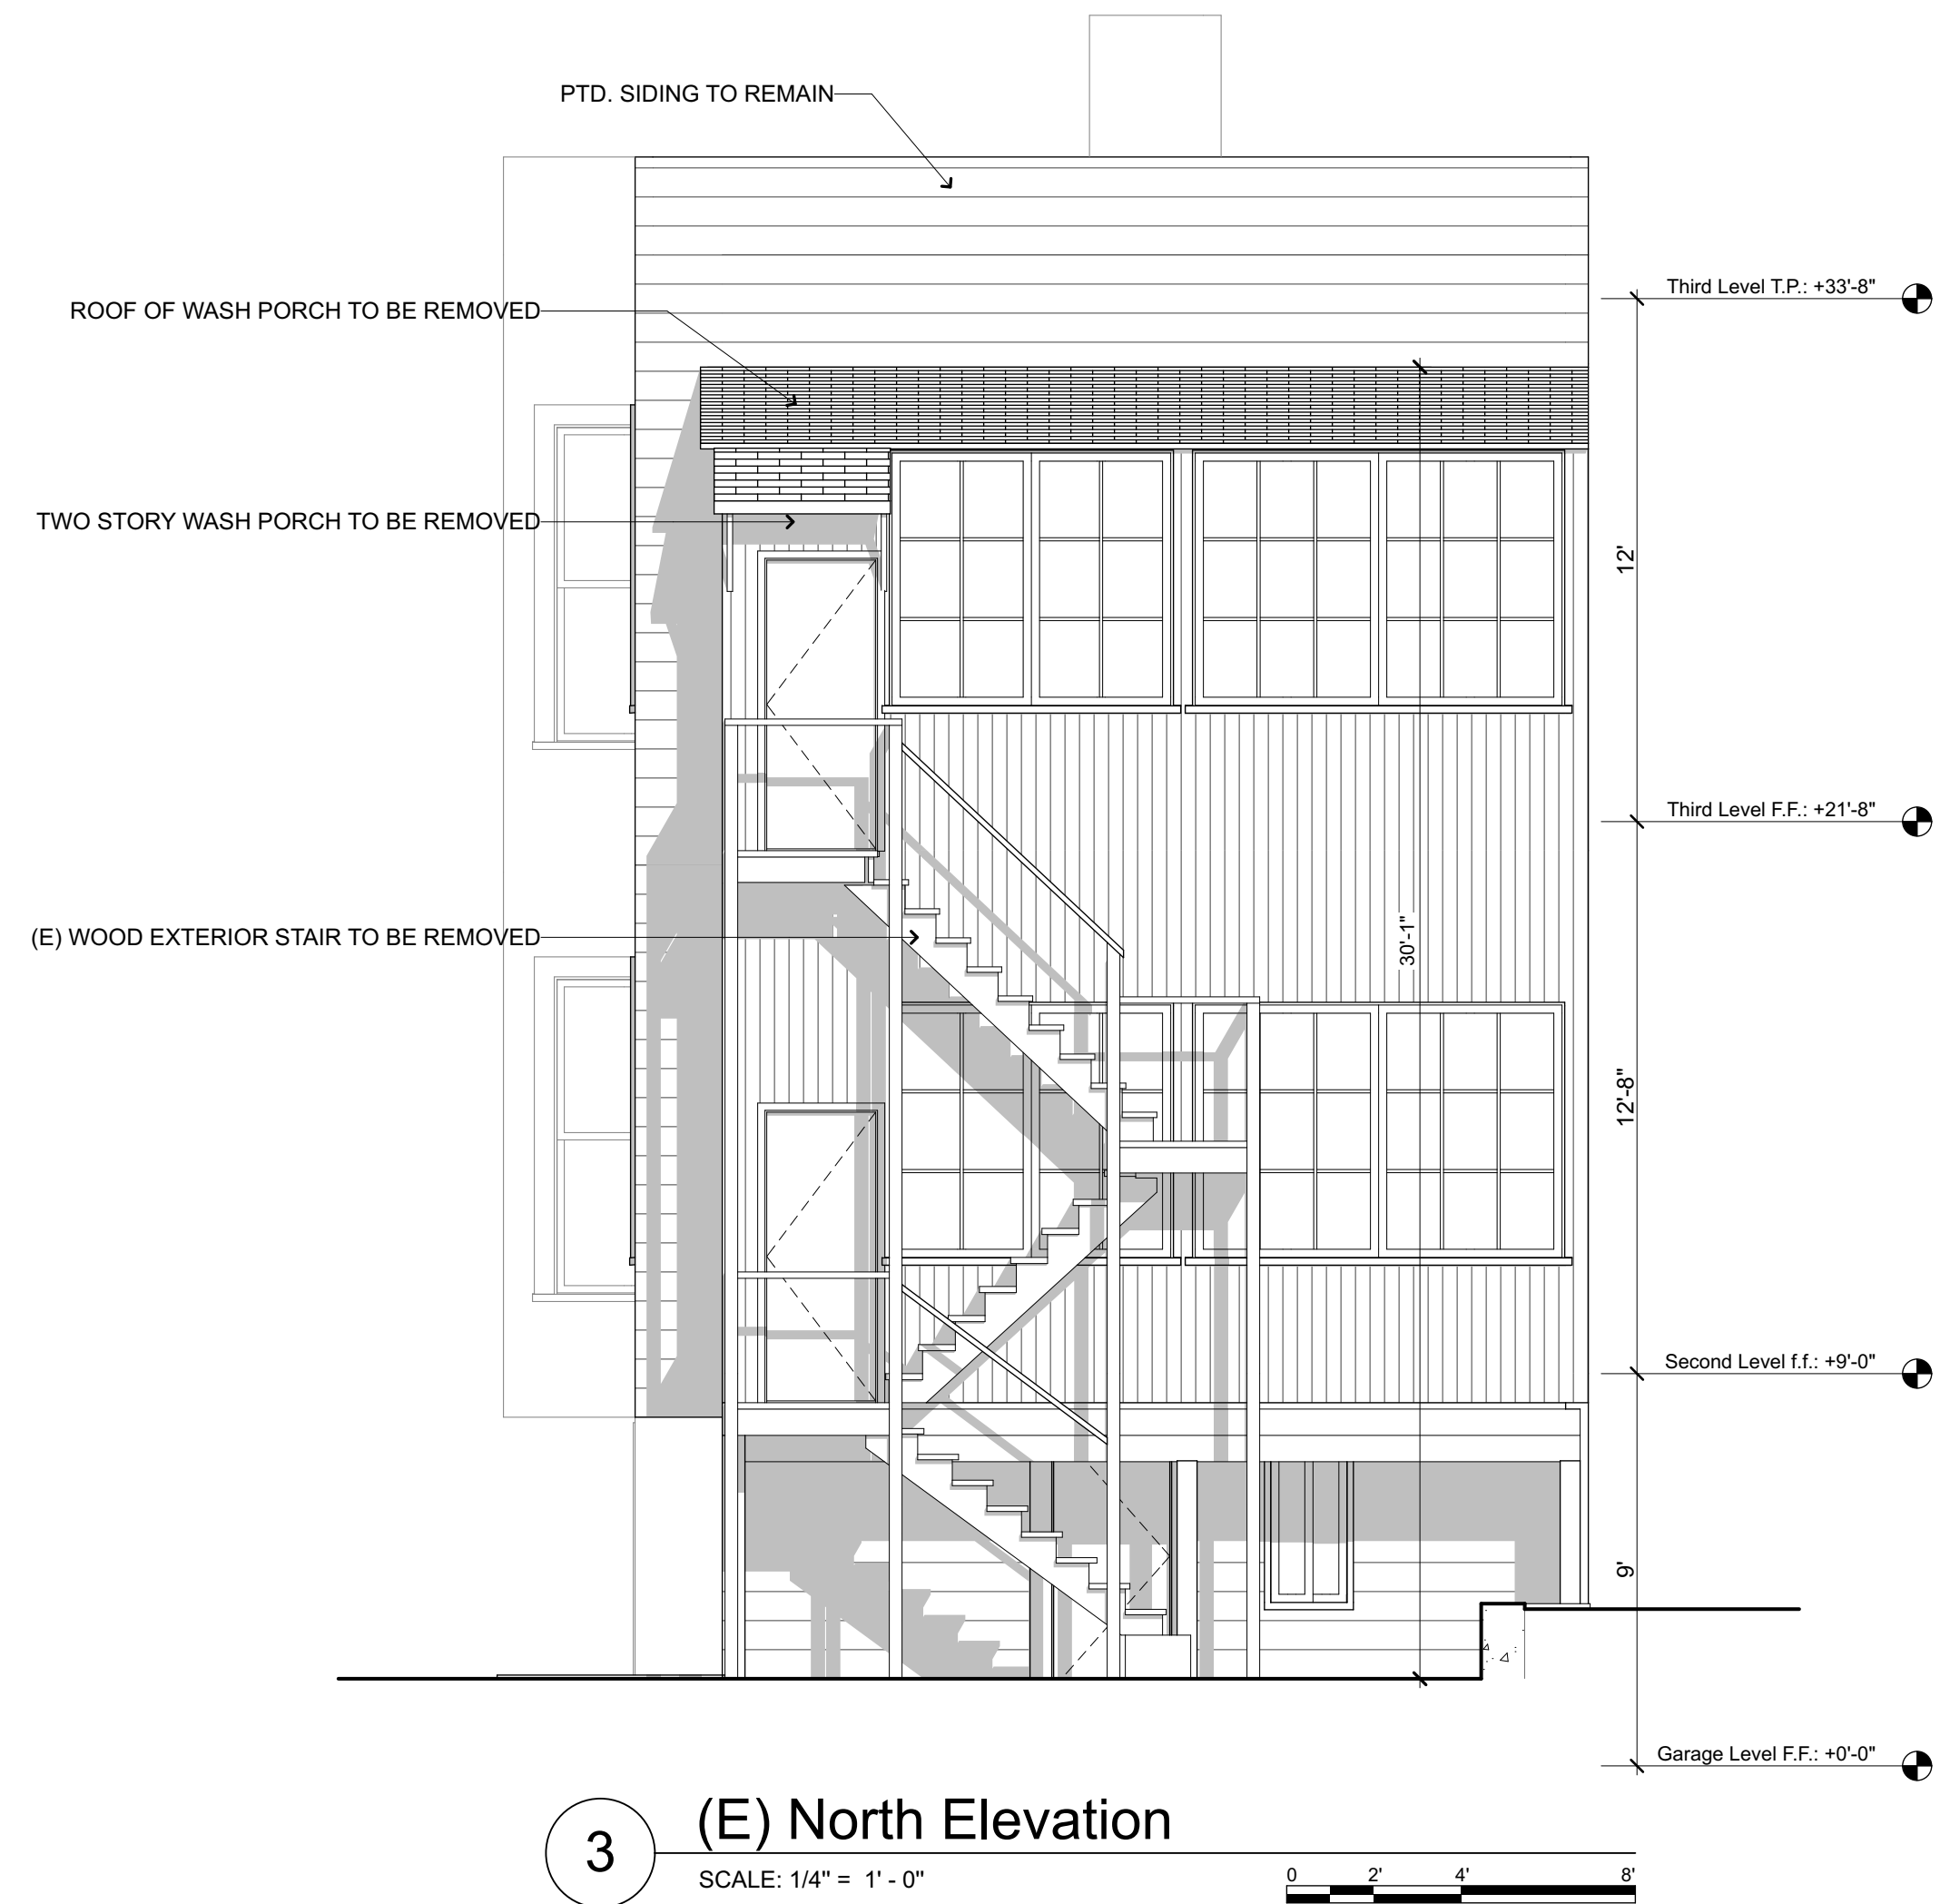 PTD. SIDING TO REMAIN
Third Level T.P.: +33'-8"
ROOF OF WASH PORCH TO BE REMOVED
TWO STORY WASH PORCH TO BE REMOVED
12'
Third Level F.F.: +21'-8"
(E) WOOD EXTERIOR STAIR TO BE REMOVED
30'-1"
12'-8"
Second Level f.f.: +9'-0"
9'
Garage Level F.F.: +0'-0"
3
(E) North Elevation
SCALE: 1/4" = 1' - 0"
0 2' 4' 8'